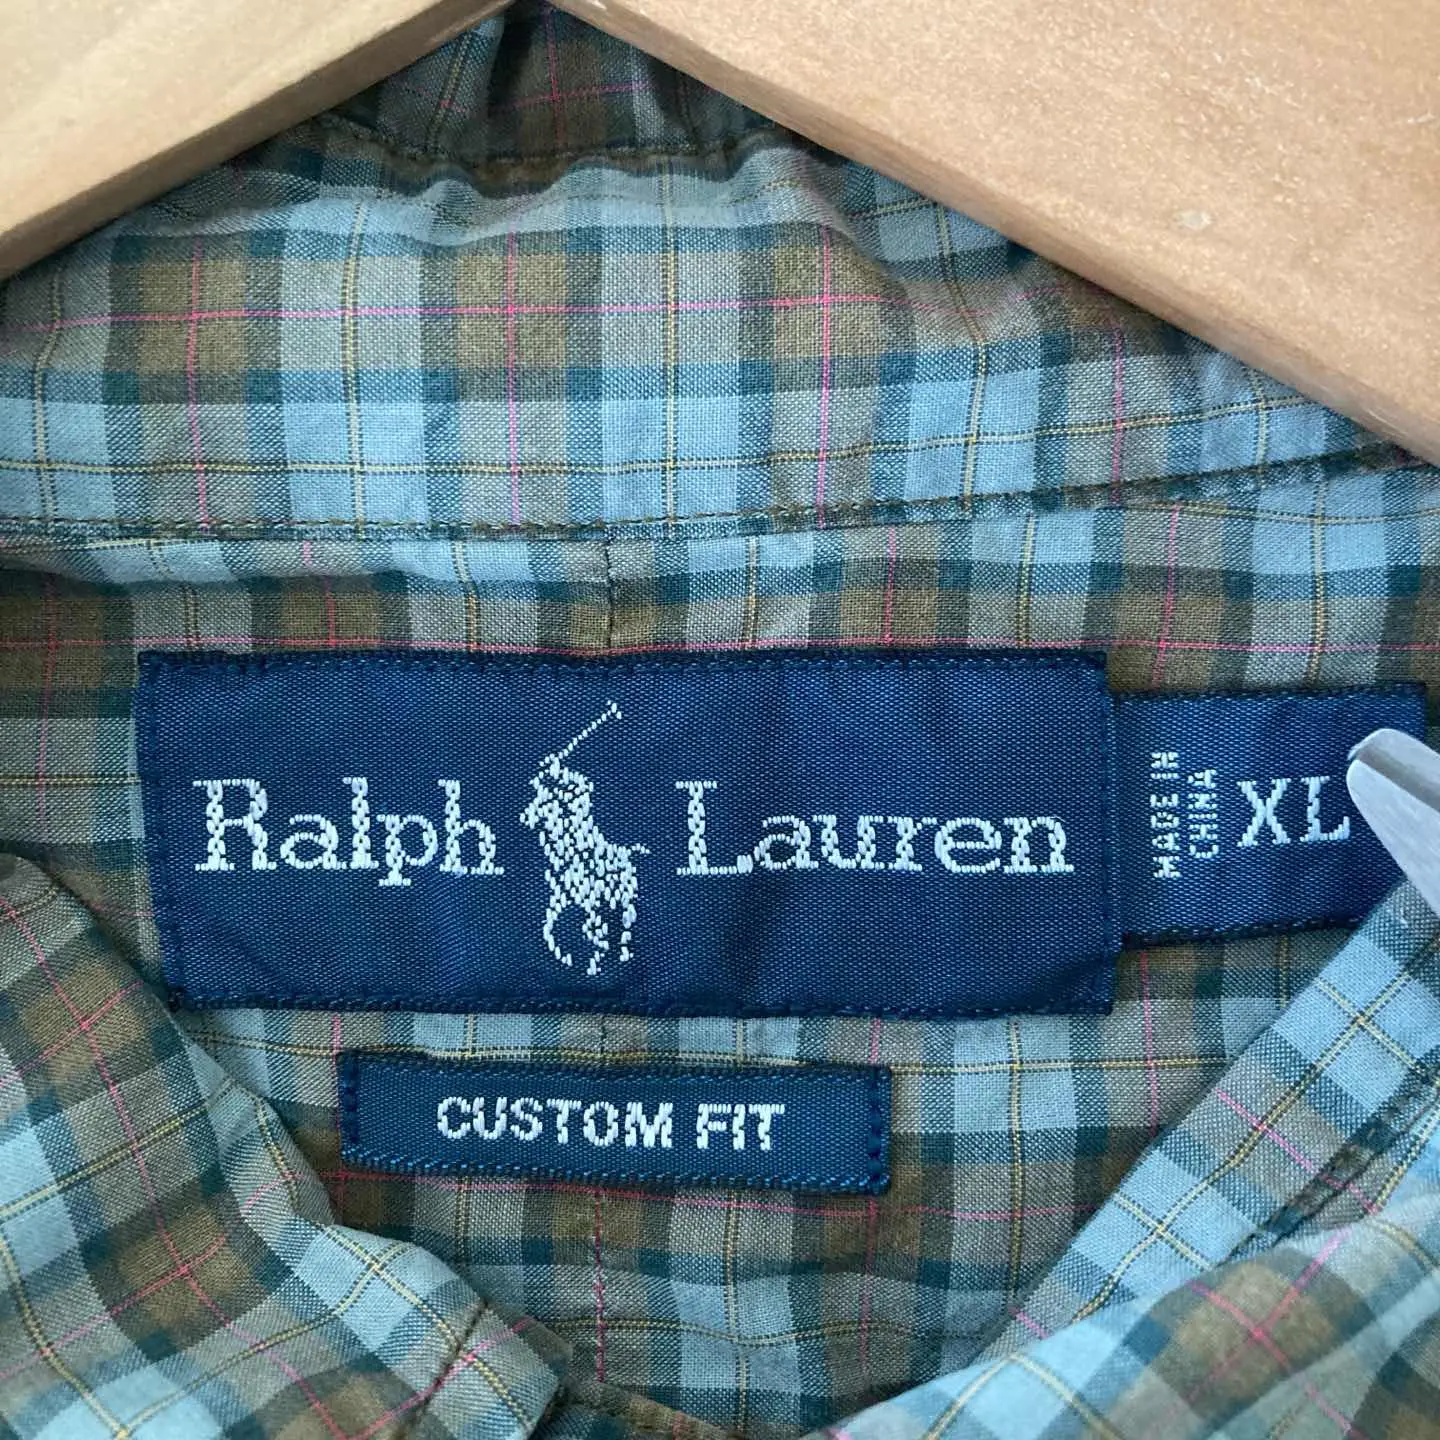 Ralph Lauren
MADE IN
CHINA
XL
CUSTOM FIT